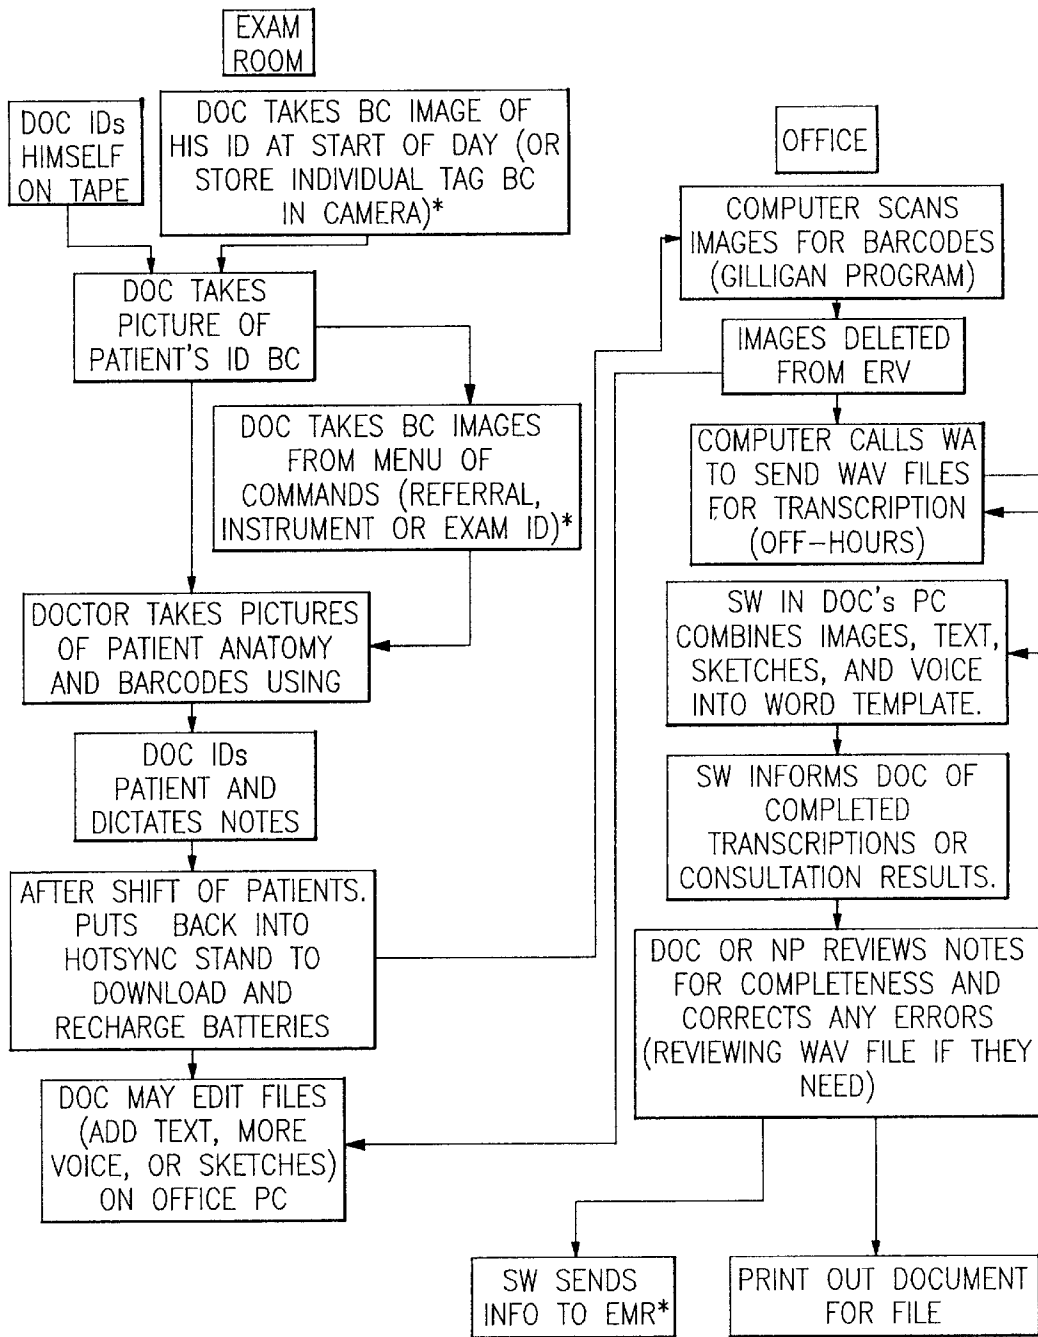 EXAM
ROOM
DOC IDs
HIMSELF
ON TAPE
DOC TAKES BC IMAGE OF
HIS ID AT START OF DAY (OR
STORE INDIVIDUAL TAG BC
IN CAMERA)*
DOC TAKES
PICTURE OF
PATIENT'S ID BC
DOC TAKES BC IMAGES
FROM MENU OF
COMMANDS (REFERRAL,
INSTRUMENT OR EXAM ID)*
DOCTOR TAKES PICTURES
OF PATIENT ANATOMY
AND BARCODES USING
DOC IDs
PATIENT AND
DICTATES NOTES
AFTER SHIFT OF PATIENTS.
PUTS BACK INTO
HOTSYNC STAND TO
DOWNLOAD AND
RECHARGE BATTERIES
DOC MAY EDIT FILES
(ADD TEXT, MORE
VOICE, OR SKETCHES)
ON OFFICE PC
OFFICE
COMPUTER SCANS
IMAGES FOR BARCODES
(GILLIGAN PROGRAM)
IMAGES DELETED
FROM ERV
COMPUTER CALLS WA
TO SEND WAV FILES
FOR TRANSCRIPTION
(OFF-HOURS)
SW IN DOC's PC
COMBINES IMAGES, TEXT,
SKETCHES, AND VOICE
INTO WORD TEMPLATE.
SW INFORMS DOC OF
COMPLETED
TRANSCRIPTIONS OR
CONSULTATION RESULTS.
DOC OR NP REVIEWS NOTES
FOR COMPLETENESS AND
CORRECTS ANY ERRORS
(REVIEWING WAV FILE IF THEY
NEED)
SW SENDS
INFO TO EMR*
PRINT OUT DOCUMENT
FOR FILE